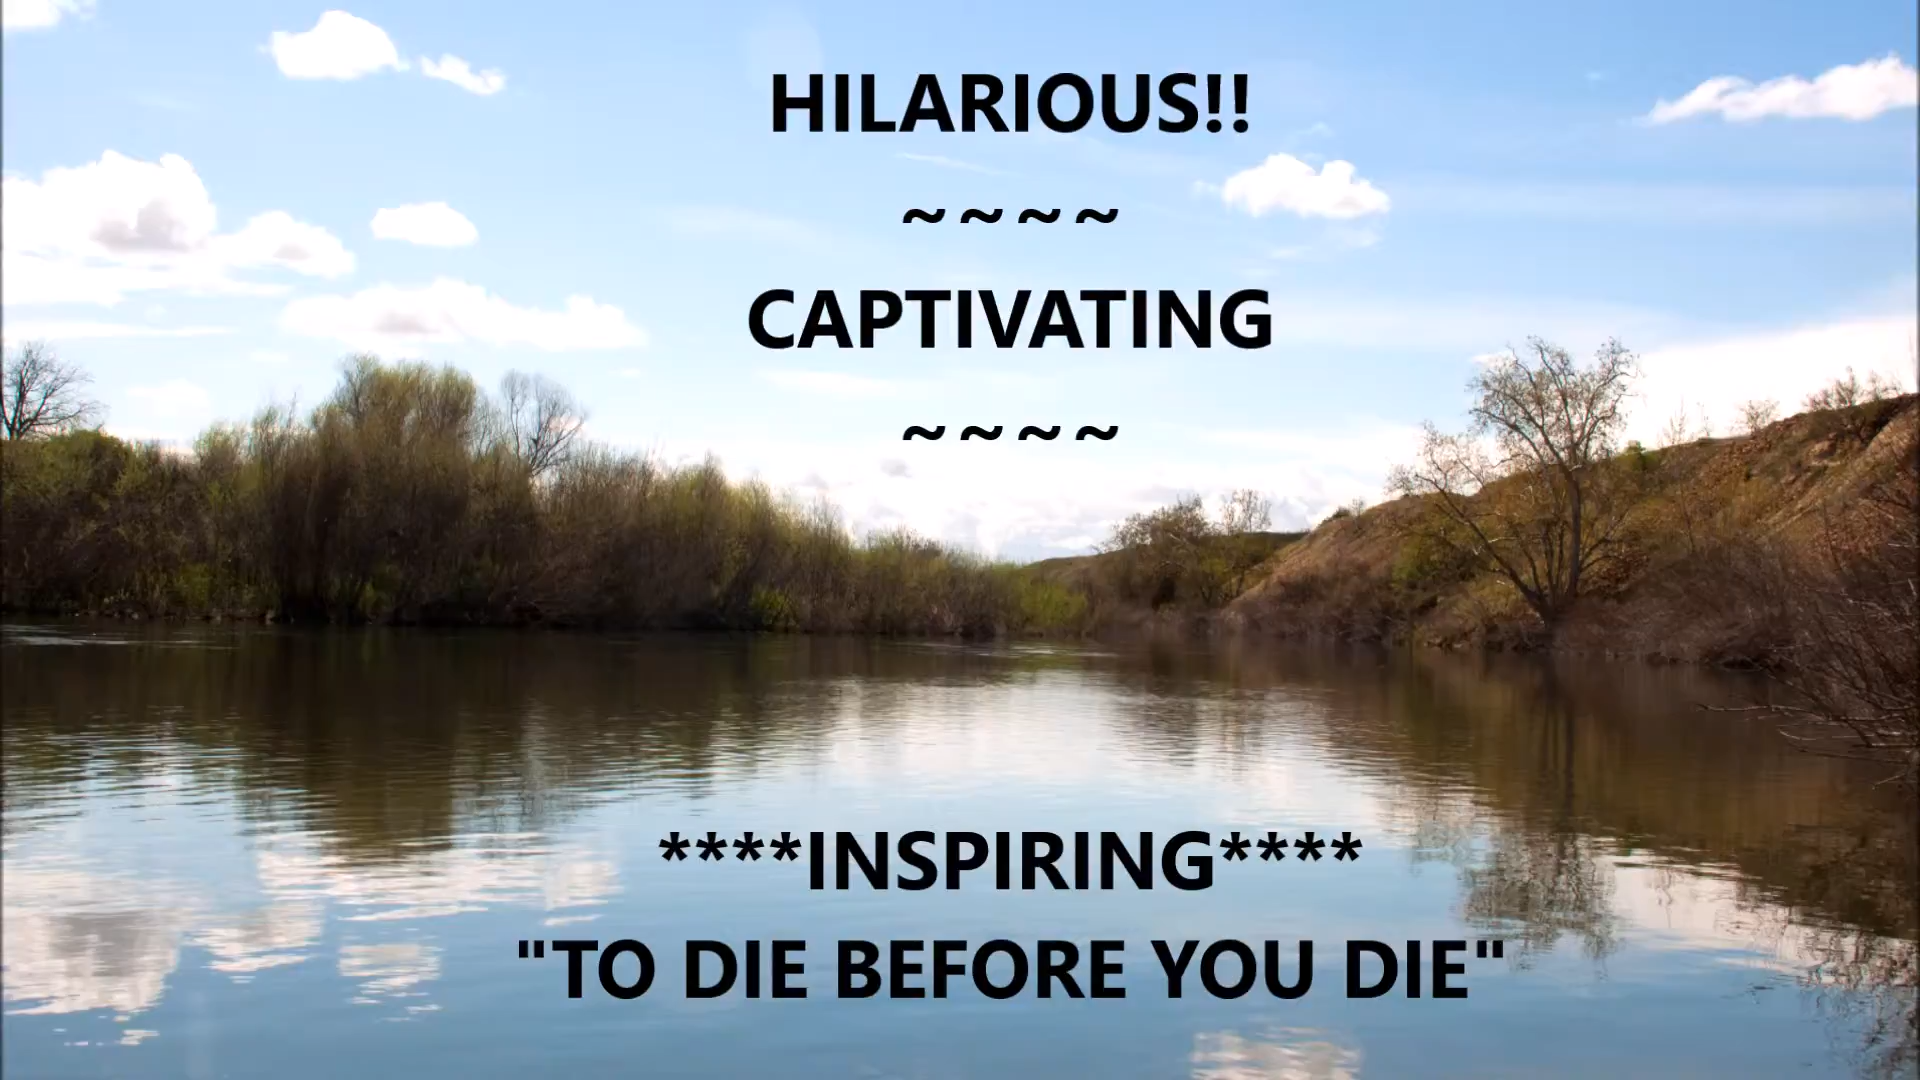 HILARIOUS!!
~ ~ ~ ~
CAPTIVATING
~ ~ ~ ~
****INSPIRING****
"TO DIE BEFORE YOU DIE"